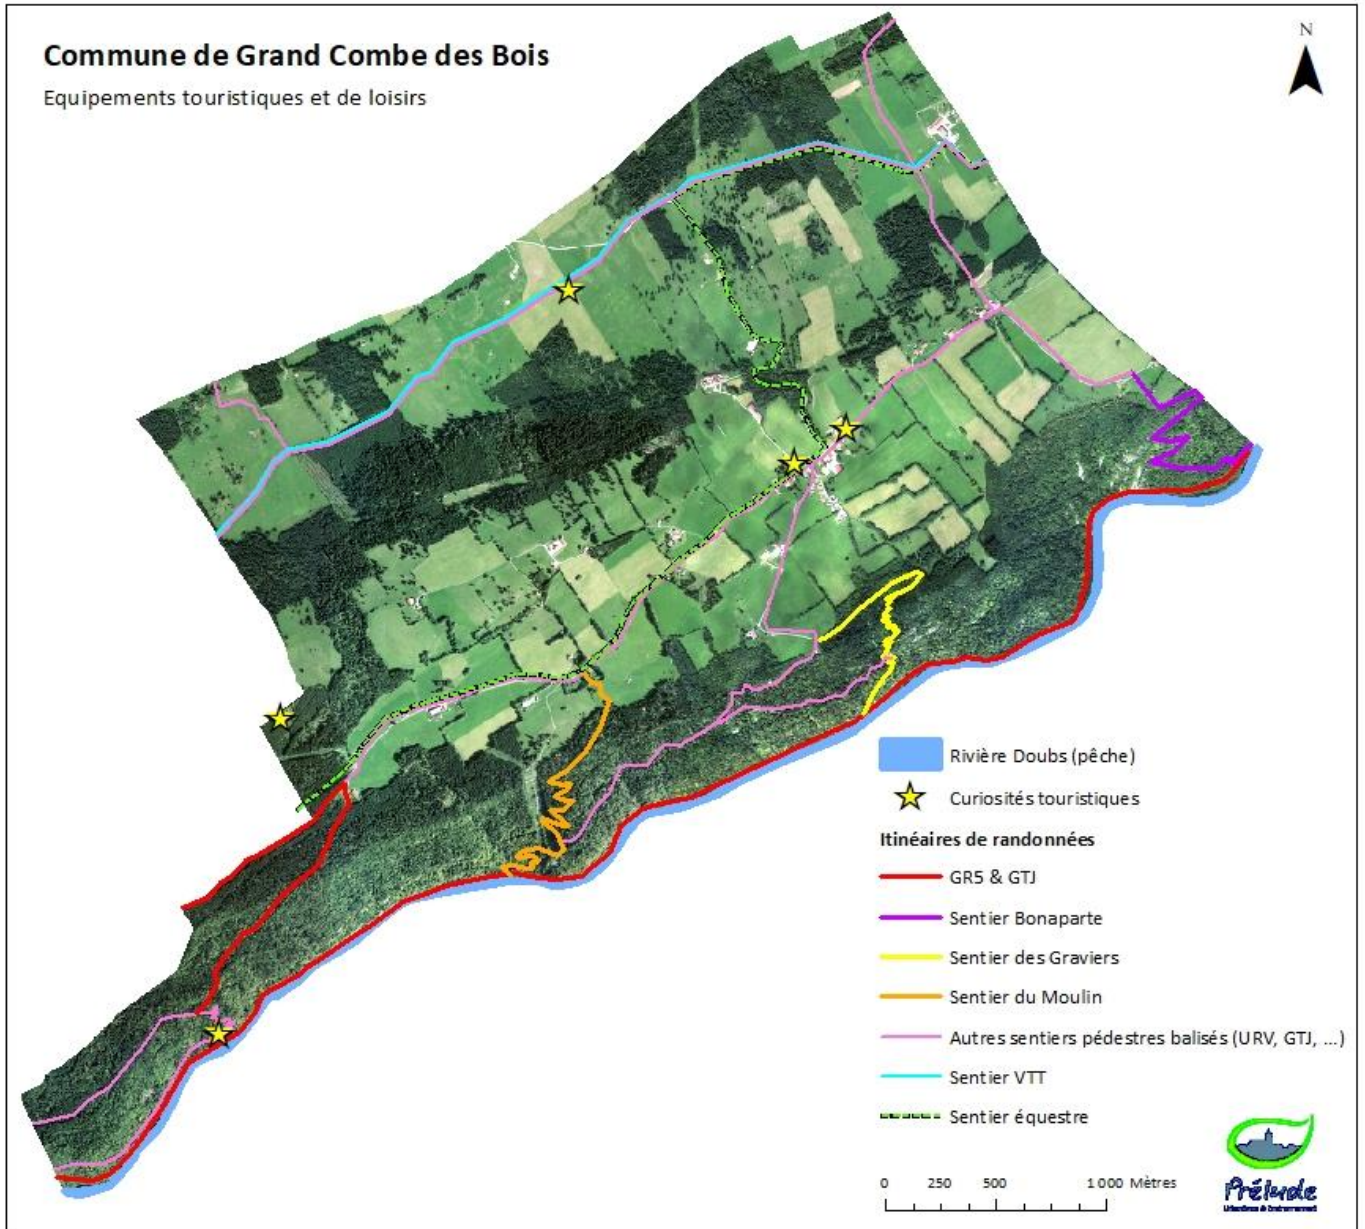 Commune de Grand Combe des Bois
Equipements touristiques et de loisirs
N
Rivière Doubs (pêche)
Curiosités touristiques
Itinéaires de randonnées
GR5 & GTJ
Sentier Bonaparte
Sentier des Graviers
Sentier du Moulin
Autres sentiers pédestres balisés (URV, GTJ, ...)
Sentier VTT
Sentier équestre
0 250 500 1 000 Mètres
Prélude